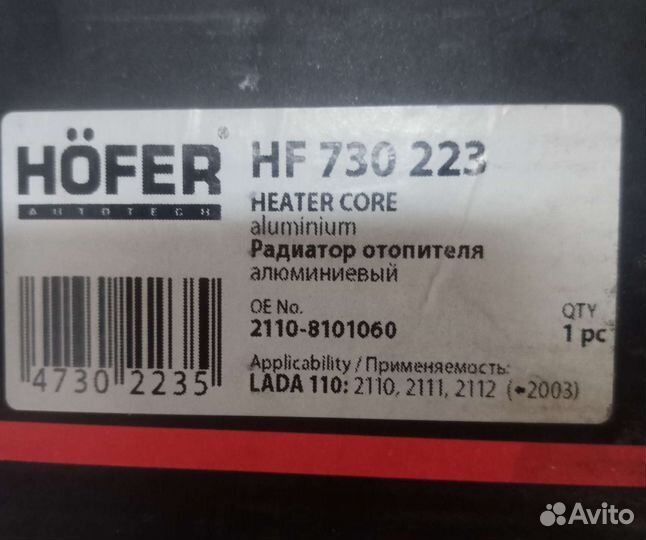 HÖFER®
AUTOTECH
HF 730 223
HEATER CORE
aluminium
Радиатор отопителя
алюминиевый
OE No.
2110-8101060
QTY
1 pc
4730 2235
Applicability / Применяемость:
LADA 110: 2110, 2111, 2112 (←2003)
Avito